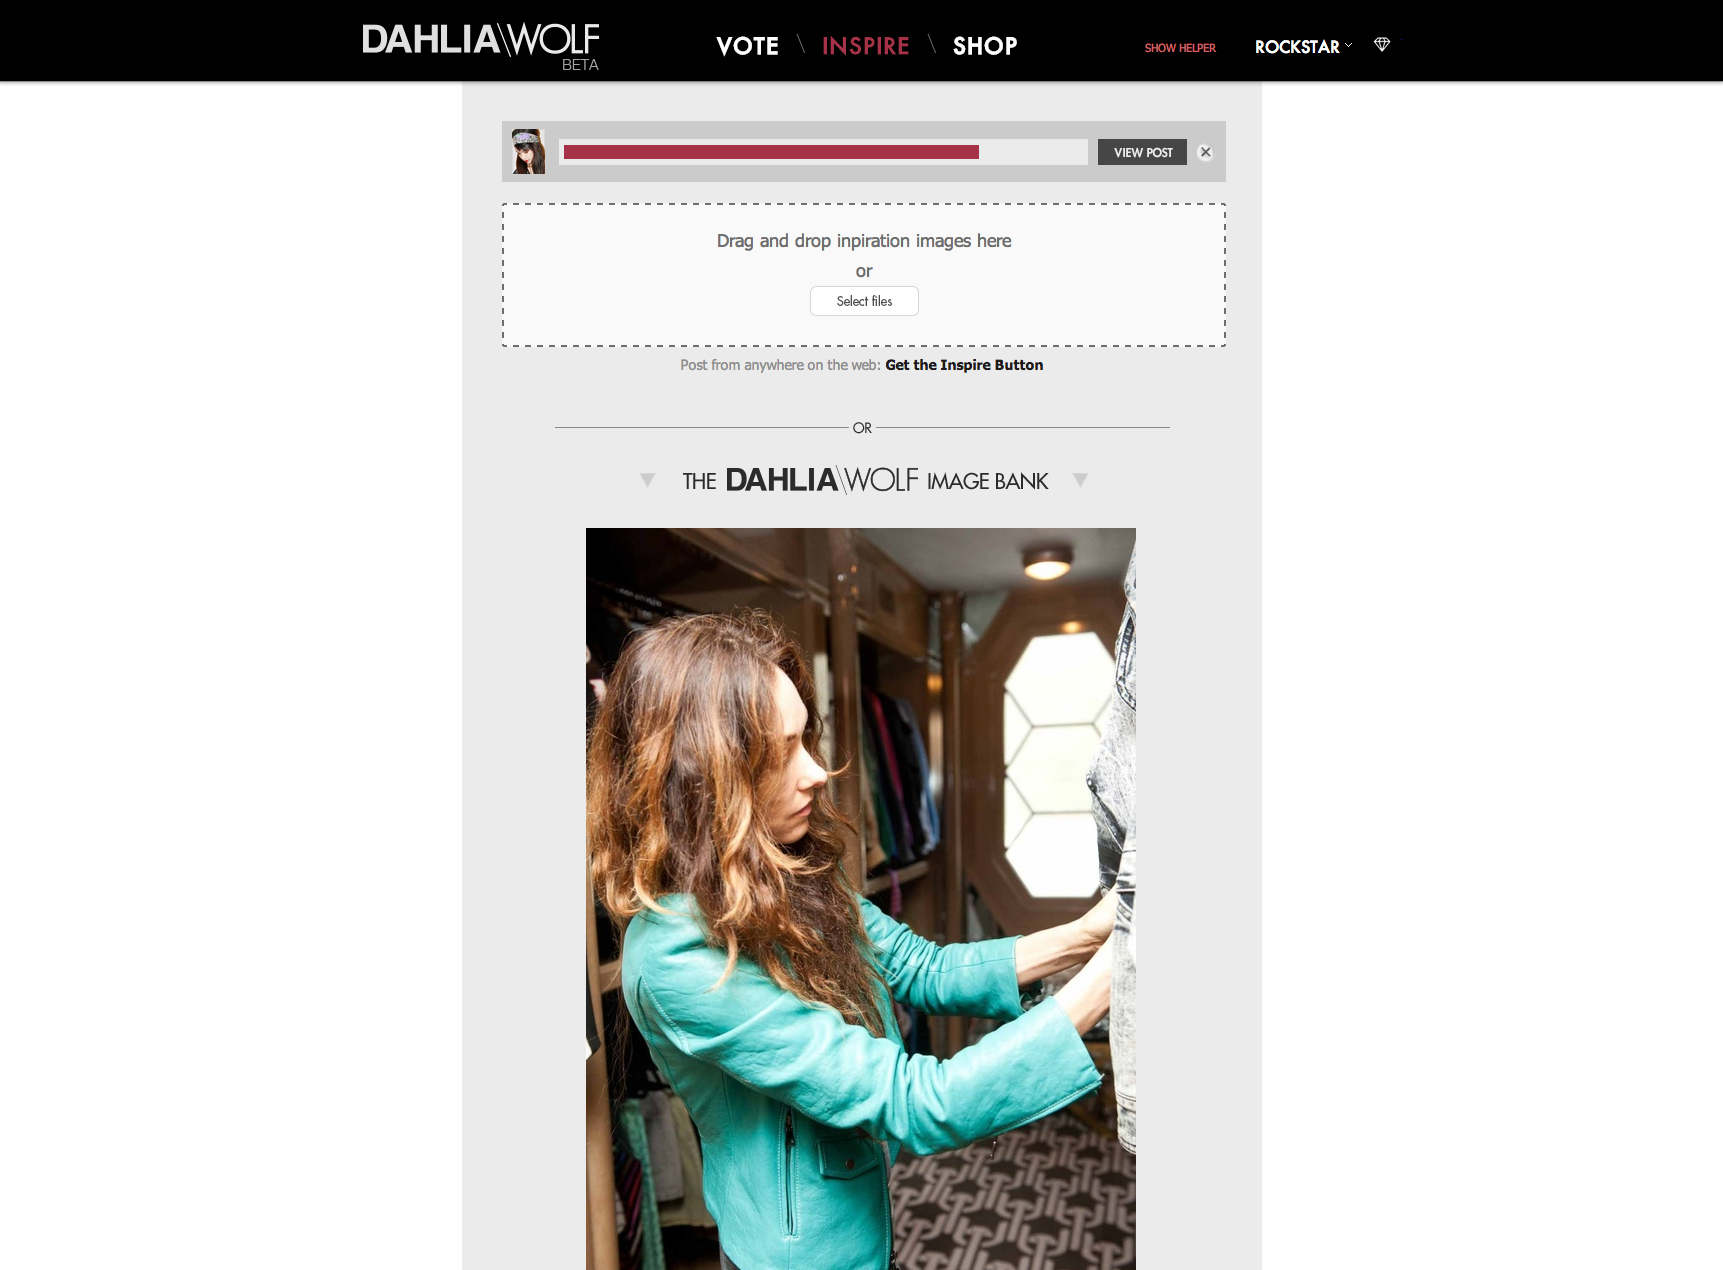 DAHLIA\WOLF
BETA
VOTE \ INSPIRE \ SHOP
SHOW HELPER
ROCKSTAR
VIEW POST
Drag and drop inpiration images here
or
Select files
Post from anywhere on the web: Get the Inspire Button
OR
THE DAHLIA\WOLF IMAGE BANK